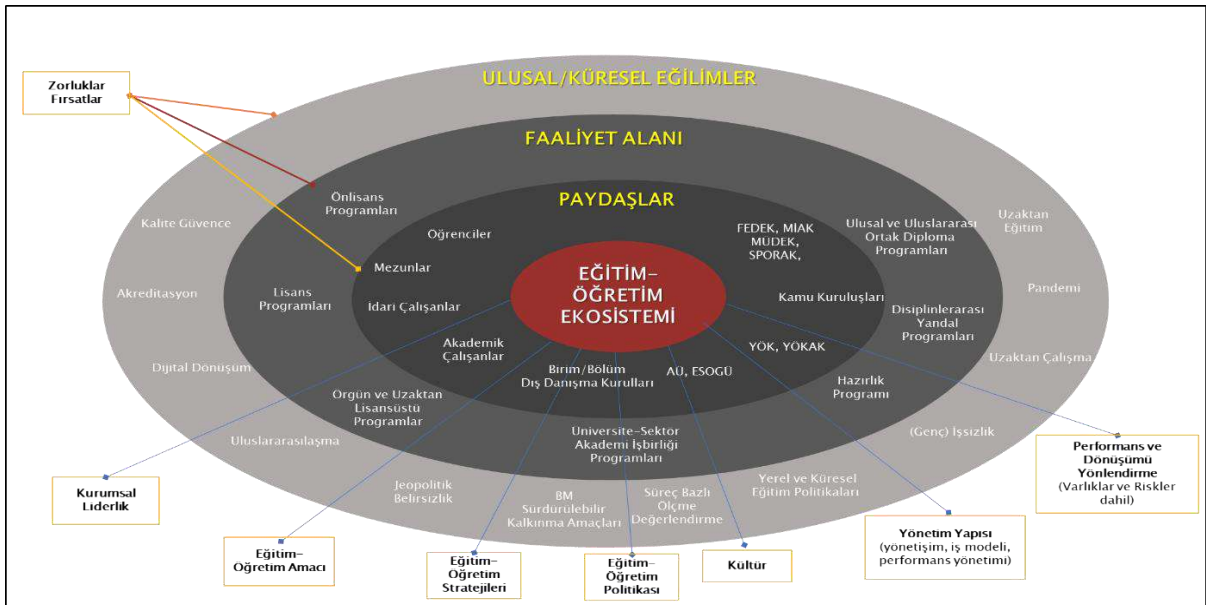 ULUSAL/KÜRESEL EĞİLİMLER
Zorluklar
Fırsatlar
FAALİYET ALANI
Önlisans
Programları
PAYDAŞLAR
Kalite Güvence
Öğrenciler
FEDEK, MİAK
MÜDEK,
SPORAK,
Ulusal ve Uluslararası
Ortak Diploma
Programları
Uzaktan
Eğitim
Mezunlar
EĞİTİM-
ÖĞRETİM
EKOSİSTEMİ
Akreditasyon
Lisans
Programları
İdari Çalışanlar
Kamu Kuruluşları
Pandemi
Disiplinlerarası
Yandal
Programları
Akademik
Çalışanlar
YÖK, YÖKAK
Uzaktan Çalışma
Dijital Dönüşüm
Birim/Bölüm
Dış Danışma Kurulları
AÜ, ESOGÜ
Hazırlık
Programı
Örgün ve Uzaktan
Lisansüstü
Programlar
Üniversite-Sektör
Akademi İşbirliği
Programları
(Genç) İşsizlik
Uluslararasılaşma
Jeopolitik
Belirsizlik
BM
Sürdürülebilir
Kalkınma Amaçları
Süreç Bazlı
Ölçme
Değerlendirme
Yerel ve Küresel
Eğitim Politikaları
Performans ve
Dönüşümü
Yönlendirme
(Varlıklar ve Riskler
dahil)
Kurumsal
Liderlik
Eğitim-
Öğretim Amacı
Eğitim-
Öğretim
Stratejileri
Eğitim-
Öğretim
Politikası
Kültür
Yönetim Yapısı
(yönetişim, iş modeli,
performans yönetimi)